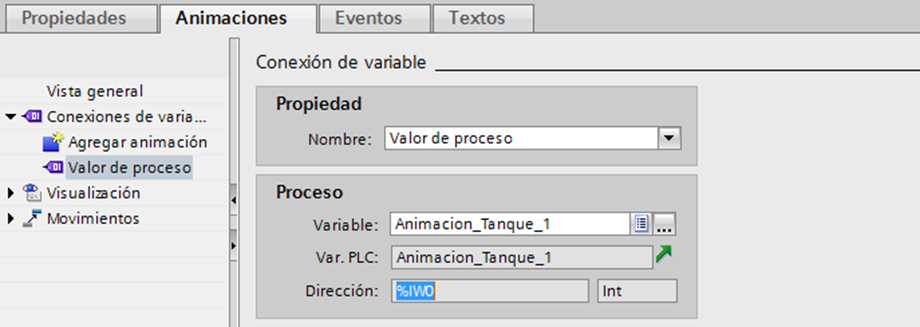 Propiedades Animaciones Eventos Textos
Vista general
Conexiones de varia...
Agregar animación
Valor de proceso
Visualización
Movimientos
Conexión de variable
Propiedad
Nombre: Valor de proceso
Proceso
Variable: Animacion_Tanque_1 ...
Var. PLC: Animacion_Tanque_1
Dirección: %IW0 Int